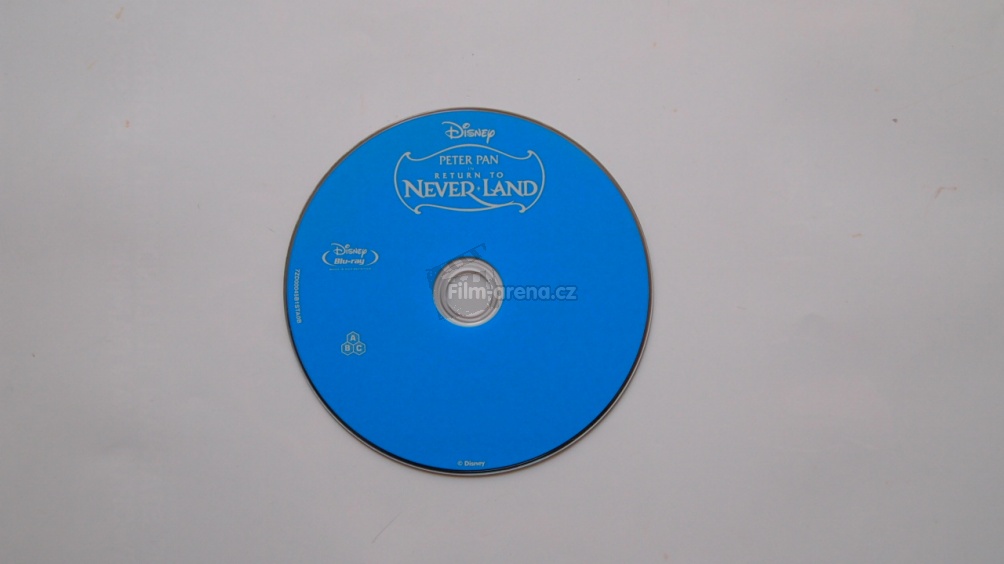 Disney
PETER PAN
RETURN TO
NEVER LAND
Disney
Blu-ray
Film-arena.cz
A
B C
© Disney